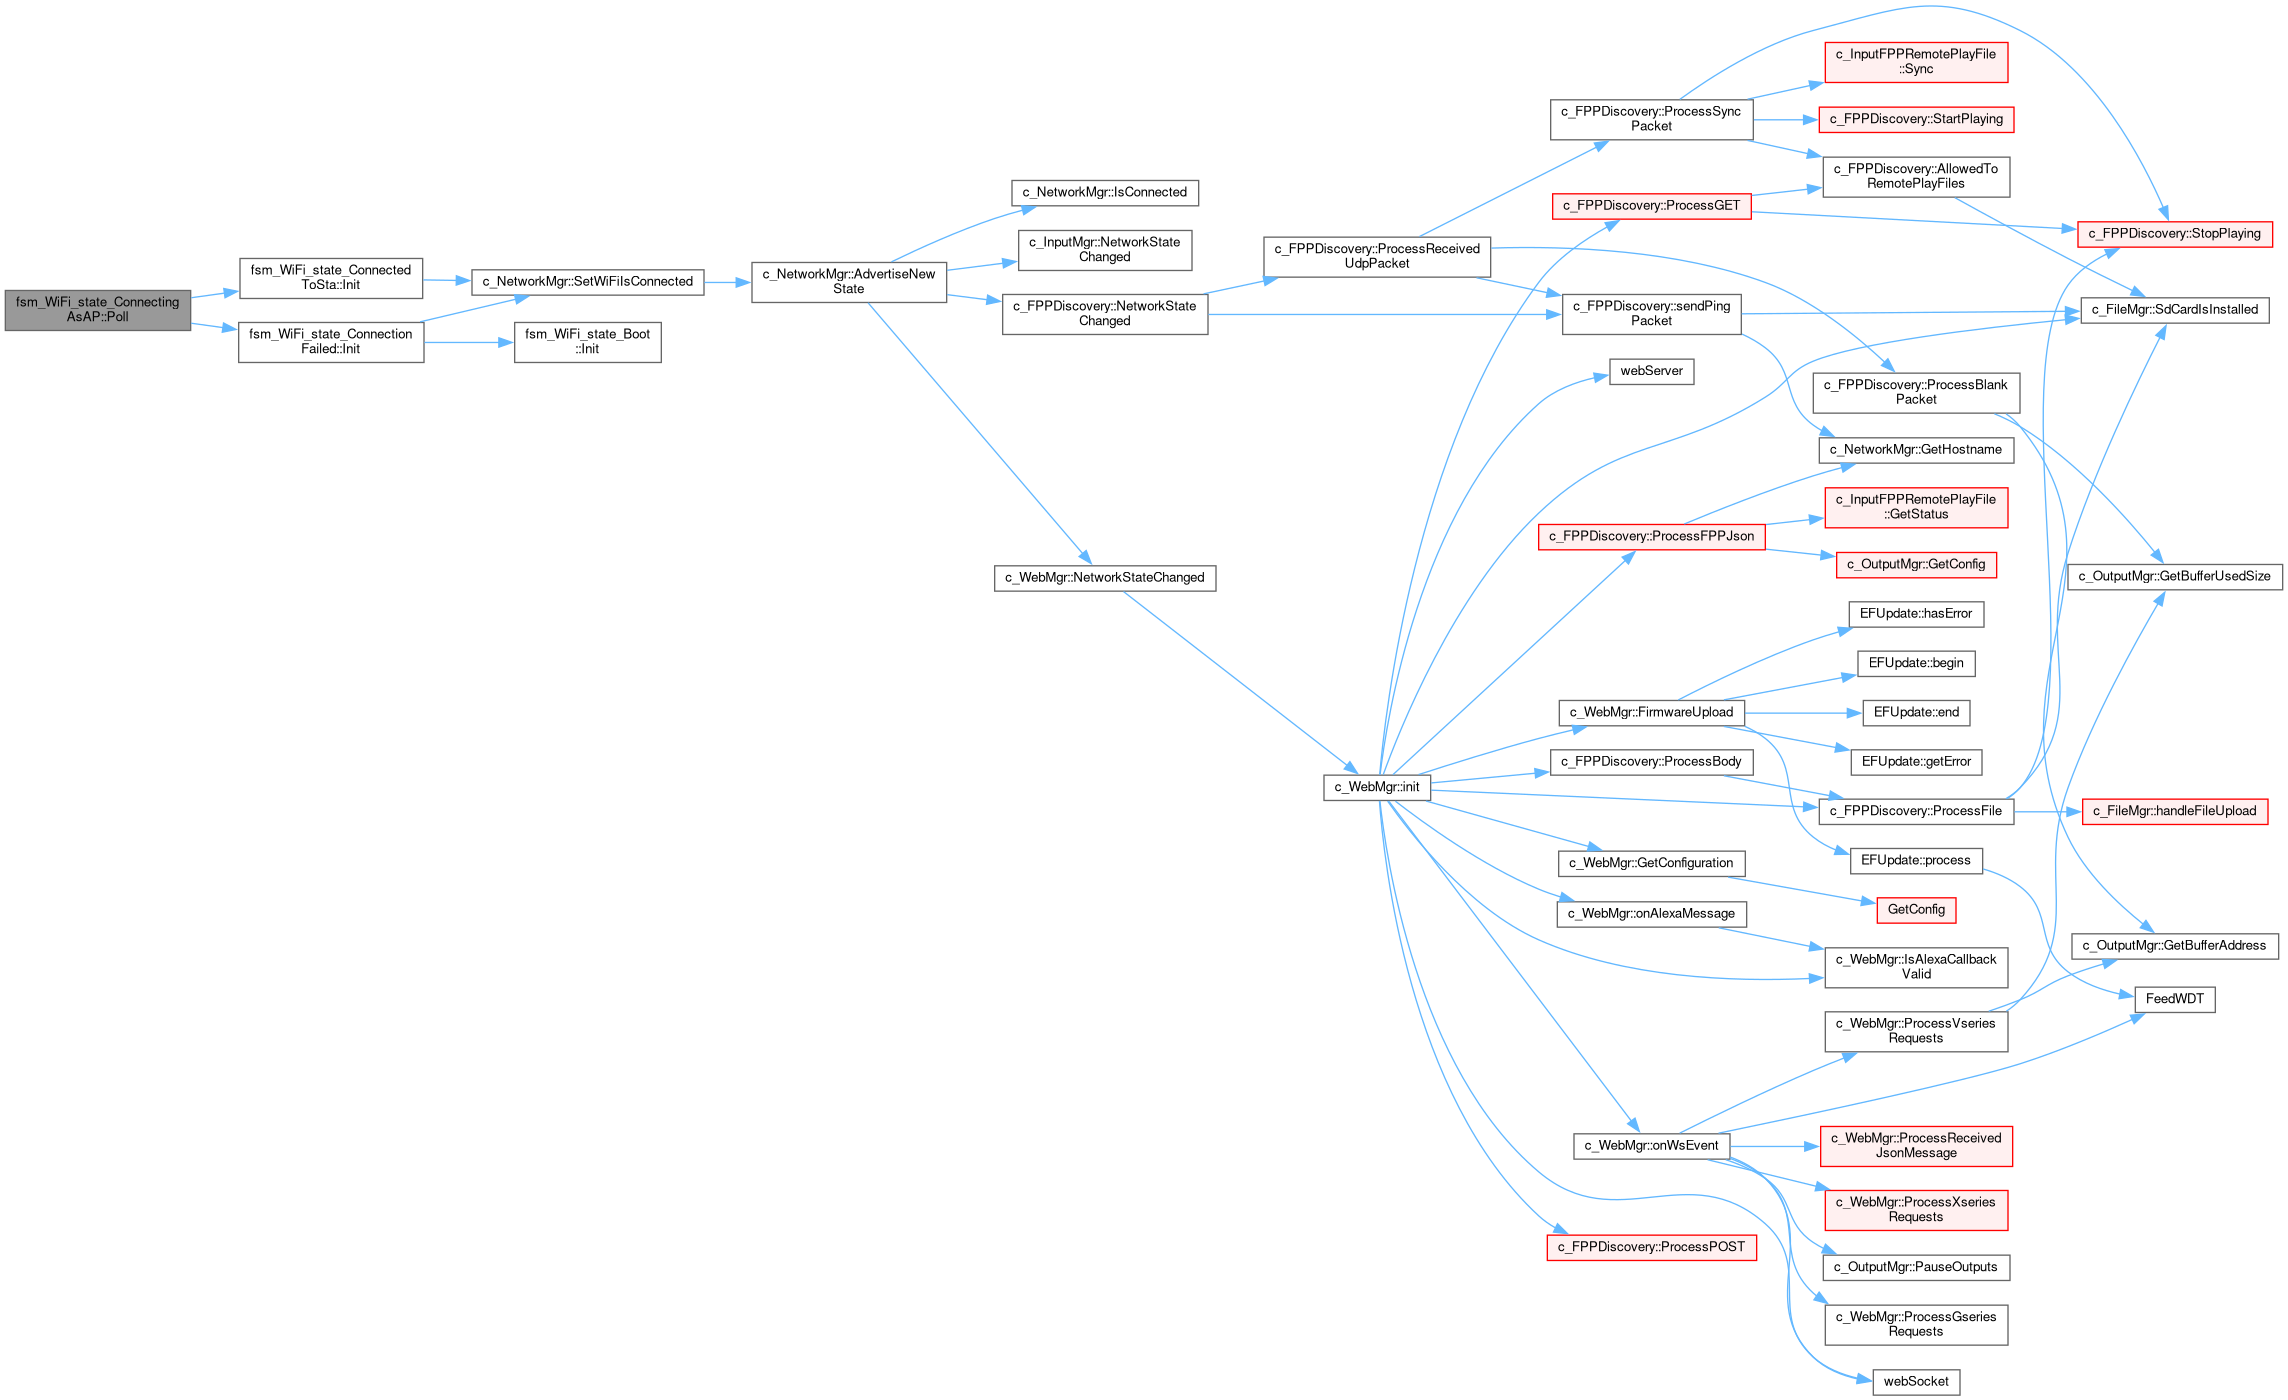 fsm_WiFi_state_Connecting
AsAP::Poll
fsm_WiFi_state_Connected
ToSta::Init
fsm_WiFi_state_Connection
Failed::Init
c_NetworkMgr::SetWiFiIsConnected
fsm_WiFi_state_Boot
::Init
c_NetworkMgr::AdvertiseNew
State
c_NetworkMgr::IsConnected
c_InputMgr::NetworkState
Changed
c_FPPDiscovery::NetworkState
Changed
c_WebMgr::NetworkStateChanged
c_FPPDiscovery::ProcessReceived
UdpPacket
c_WebMgr::init
c_FPPDiscovery::ProcessSync
Packet
c_FPPDiscovery::ProcessGET
c_FPPDiscovery::sendPing
Packet
webServer
c_FPPDiscovery::ProcessFPPJson
c_WebMgr::FirmwareUpload
c_FPPDiscovery::ProcessBody
c_WebMgr::GetConfiguration
c_WebMgr::onAlexaMessage
c_WebMgr::onWsEvent
c_FPPDiscovery::ProcessPOST
c_InputFPPRemotePlayFile
::Sync
c_FPPDiscovery::StartPlaying
c_FPPDiscovery::AllowedTo
RemotePlayFiles
c_FPPDiscovery::ProcessBlank
Packet
c_NetworkMgr::GetHostname
c_InputFPPRemotePlayFile
::GetStatus
c_OutputMgr::GetConfig
EFUpdate::hasError
EFUpdate::begin
EFUpdate::end
EFUpdate::getError
c_FPPDiscovery::ProcessFile
EFUpdate::process
GetConfig
c_WebMgr::IsAlexaCallback
Valid
c_WebMgr::ProcessVseries
Requests
c_WebMgr::ProcessReceived
JsonMessage
c_WebMgr::ProcessXseries
Requests
c_OutputMgr::PauseOutputs
c_WebMgr::ProcessGseries
Requests
webSocket
c_FPPDiscovery::StopPlaying
c_FileMgr::SdCardIsInstalled
c_OutputMgr::GetBufferUsedSize
c_FileMgr::handleFileUpload
c_OutputMgr::GetBufferAddress
FeedWDT